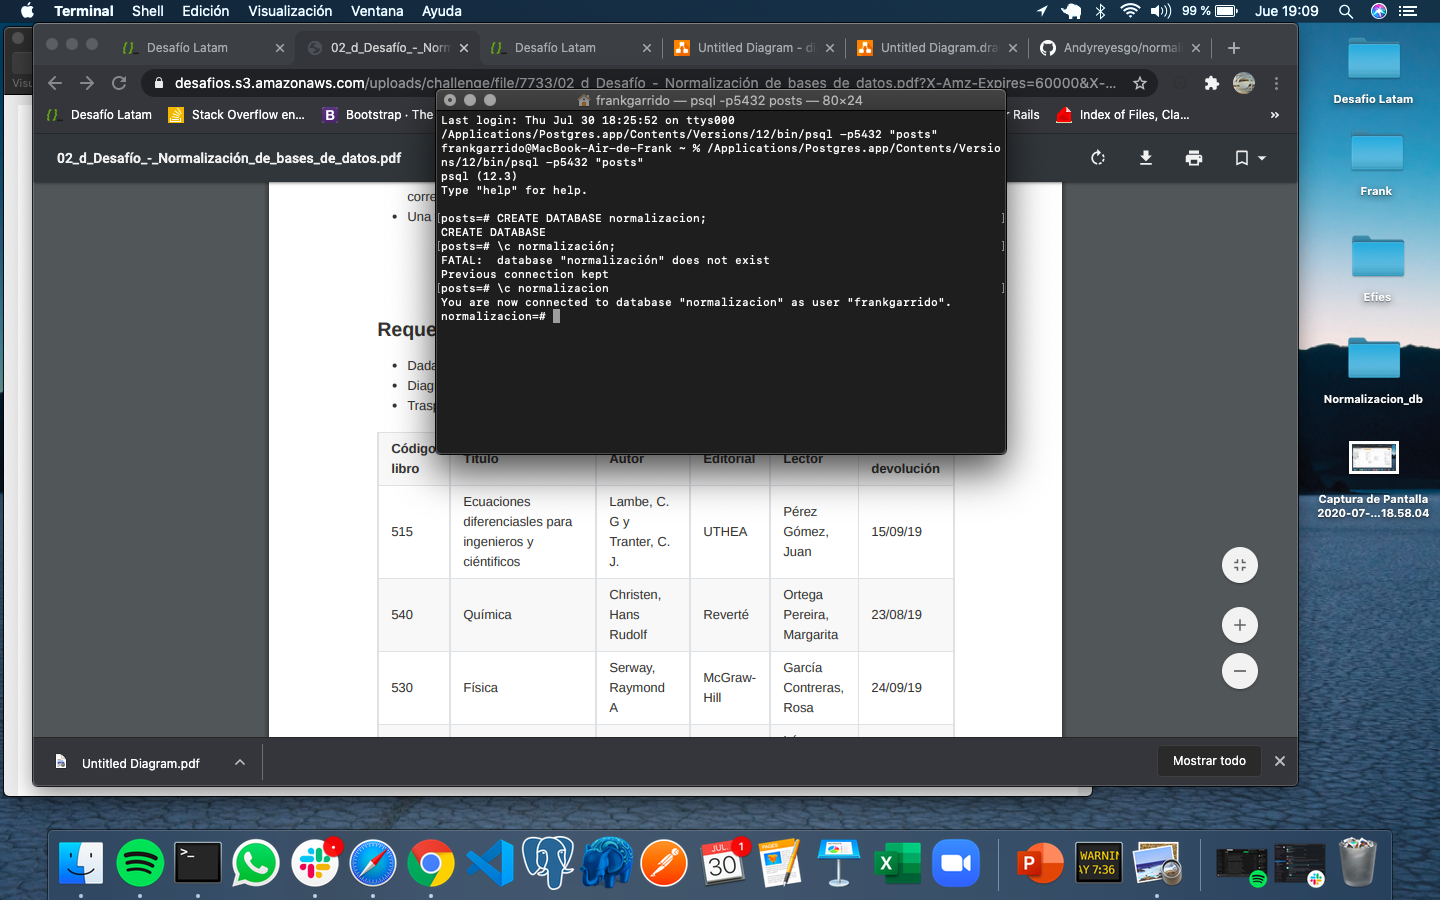 Terminal Shell Edición Visualización Ventana Ayuda 99 % Jue 19:09
Desafío Latam 02_d_Desafío_-_Norn Desafío Latam Untitled Diagram - di Untitled Diagram.dra Andyreyesgo/normal
desafios.s3.amazonaws.com/uploads/challenge/file/7733/02_d_Desafío_-_Normalización_de_bases_de_datos.pdf?X-Amz-Expires=60000&X-...
Desafío Latam Stack Overflow en... Bootstrap · The Rails Index of Files, Cla... »
02_d_Desafío_-_Normalización_de_bases_de_datos.pdf
frankgarrido — psql -p5432 posts — 80×24
Last login: Thu Jul 30 18:25:52 on ttys000
/Applications/Postgres.app/Contents/Versions/12/bin/psql -p5432 "posts"
frankgarrido@MacBook-Air-de-Frank ~ % /Applications/Postgres.app/Contents/Versio
ns/12/bin/psql -p5432 "posts"
psql (12.3)
Type "help" for help.
[posts=# CREATE DATABASE normalizacion; ]
CREATE DATABASE
[posts=# \c normalización; ]
FATAL:  database "normalización" does not exist
Previous connection kept
[posts=# \c normalizacion ]
You are now connected to database "normalizacion" as user "frankgarrido".
normalizacion=#
corre
Una
Reque
Dada
Diag
Trasp
Código libro Título Autor Editorial Lector devolución
515
Ecuaciones
diferenciasles para
ingenieros y
ciéntificos
Lambe, C.
G y
Tranter, C.
J.
UTHEA
Pérez
Gómez,
Juan
15/09/19
540
Química
Christen,
Hans
Rudolf
Reverté
Ortega
Pereira,
Margarita
23/08/19
530
Física
Serway,
Raymond
A
McGraw-
Hill
García
Contreras,
Rosa
24/09/19
Untitled Diagram.pdf
Mostrar todo
Desafio Latam
Frank
Efies
Normalizacion_db
Captura de Pantalla
2020-07-...18.58.04
JUL. 1
30
WARNIN
AY 7:36